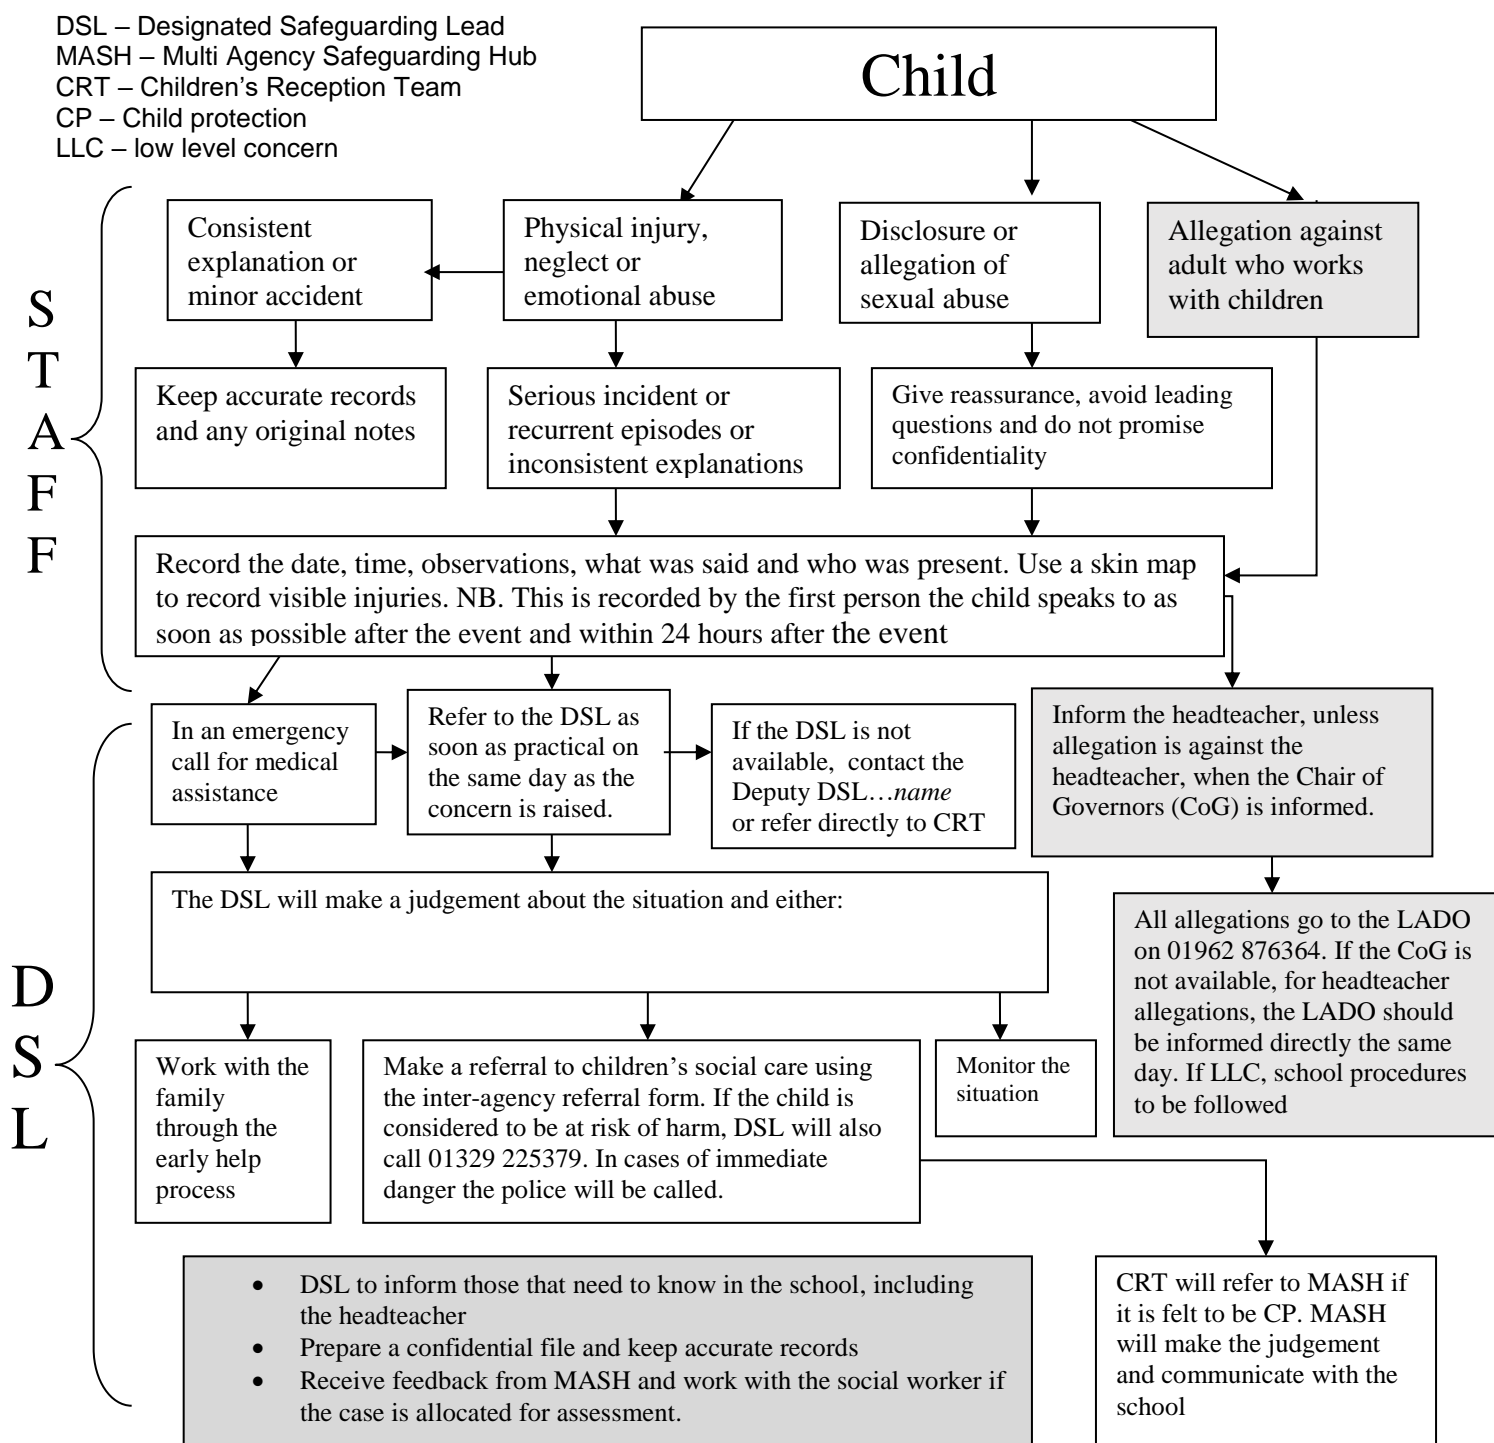 DSL – Designated Safeguarding Lead
MASH – Multi Agency Safeguarding Hub
CRT – Children's Reception Team
CP – Child protection
LLC – low level concern
Child
S
T
A
F
F
Consistent
explanation or
minor accident
Physical injury,
neglect or
emotional abuse
Disclosure or
allegation of
sexual abuse
Allegation against
adult who works
with children
Keep accurate records
and any original notes
Serious incident or
recurrent episodes or
inconsistent explanations
Give reassurance, avoid leading
questions and do not promise
confidentiality
Record the date, time, observations, what was said and who was present. Use a skin map
to record visible injuries. NB. This is recorded by the first person the child speaks to as
soon as possible after the event and within 24 hours after the event
D
S
L
In an emergency
call for medical
assistance
Refer to the DSL as
soon as practical on
the same day as the
concern is raised.
If the DSL is not
available,  contact the
Deputy DSL…name
or refer directly to CRT
Inform the headteacher, unless
allegation is against the
headteacher, when the Chair of
Governors (CoG) is informed.
The DSL will make a judgement about the situation and either:
All allegations go to the LADO
on 01962 876364. If the CoG is
not available, for headteacher
allegations, the LADO should
be informed directly the same
day. If LLC, school procedures
to be followed
Work with the
family
through the
early help
process
Make a referral to children's social care using
the inter-agency referral form. If the child is
considered to be at risk of harm, DSL will also
call 01329 225379. In cases of immediate
danger the police will be called.
Monitor the
situation
• DSL to inform those that need to know in the school, including
the headteacher
• Prepare a confidential file and keep accurate records
• Receive feedback from MASH and work with the social worker if
the case is allocated for assessment.
CRT will refer to MASH if
it is felt to be CP. MASH
will make the judgement
and communicate with the
school